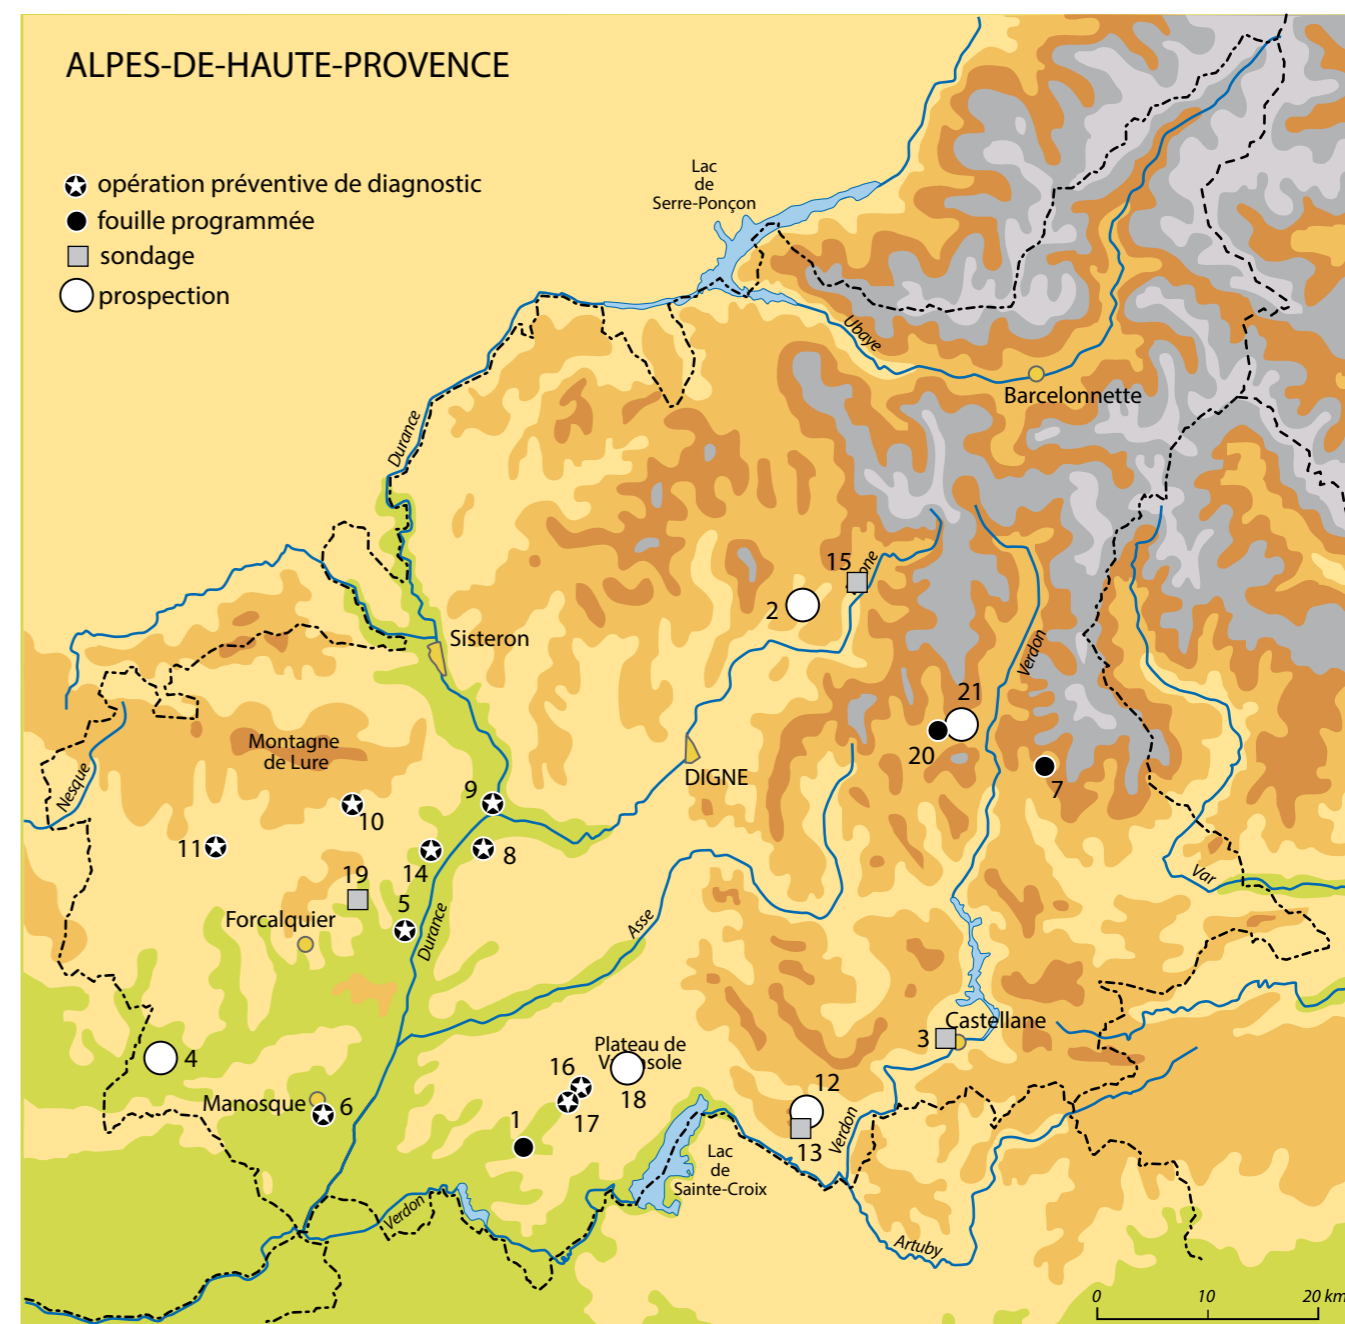 ALPES-DE-HAUTE-PROVENCE
opération préventive de diagnostic
fouille programmée
sondage
prospection
Lac
de
Serre-Ponçon
Ubaye
Barcelonnette
Durance
15
2
Sisteron
Verdon
21
20
7
Montagne
de Lure
Nesque
DIGNE
9
10
11
14
8
19
5
Forcalquier
Durance
Asse
Var
Castellane
3
4
Plateau de
18
16
17
Manosque
6
1
12
13
Verdon
Lac
de
Sainte-Croix
Verdon
Artuby
0 10 20 km